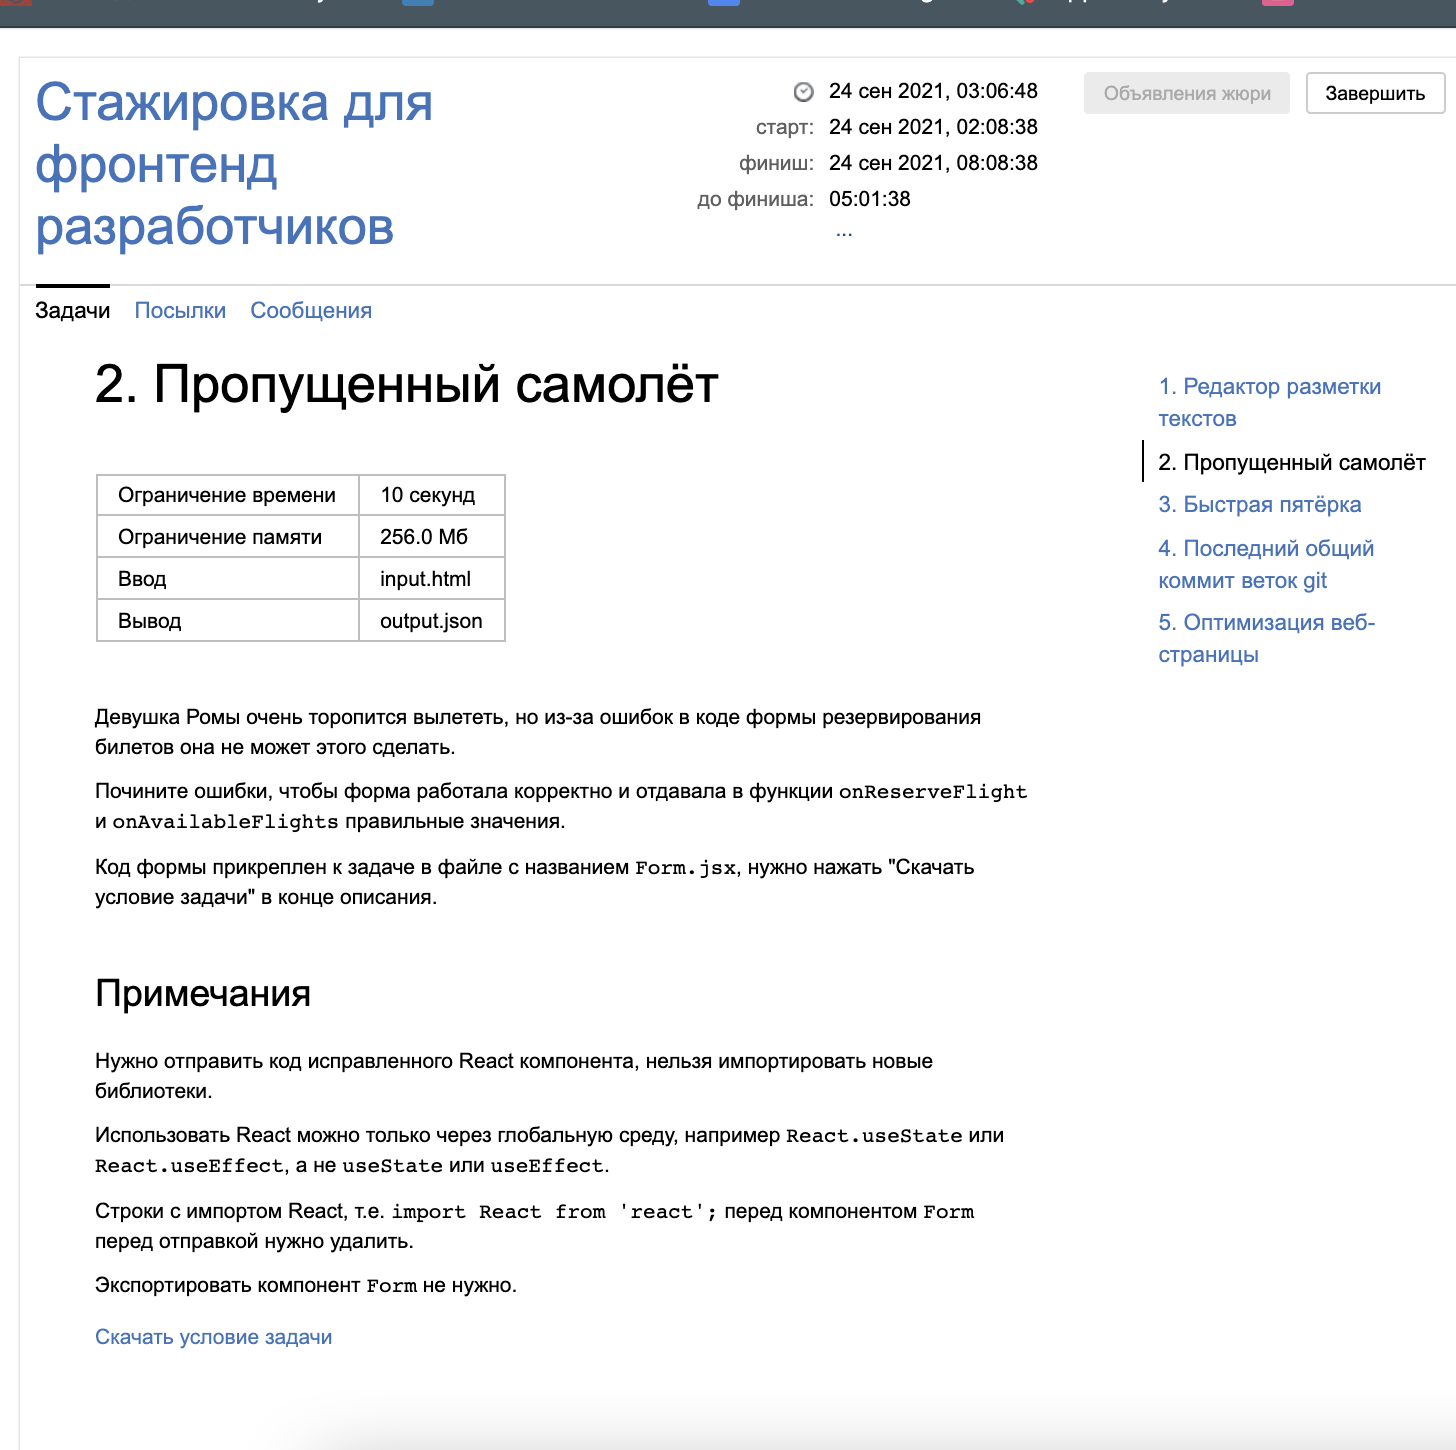 Стажировка для
фронтенд
разработчиков
24 сен 2021, 03:06:48
старт: 24 сен 2021, 02:08:38
финиш: 24 сен 2021, 08:08:38
до финиша: 05:01:38
...
Объявления жюри
Завершить
Задачи Посылки Сообщения
2. Пропущенный самолёт
Ограничение времени 10 секунд
Ограничение памяти 256.0 Мб
Ввод input.html
Вывод output.json
Девушка Ромы очень торопится вылететь, но из-за ошибок в коде формы резервирования
билетов она не может этого сделать.
Почините ошибки, чтобы форма работала корректно и отдавала в функции onReserveFlight
и onAvailableFlights правильные значения.
Код формы прикреплен к задаче в файле с названием Form.jsx, нужно нажать "Скачать
условие задачи" в конце описания.
Примечания
Нужно отправить код исправленного React компонента, нельзя импортировать новые
библиотеки.
Использовать React можно только через глобальную среду, например React.useState или
React.useEffect, а не useState или useEffect.
Строки с импортом React, т.е. import React from 'react'; перед компонентом Form
перед отправкой нужно удалить.
Экспортировать компонент Form не нужно.
Скачать условие задачи
1. Редактор разметки
текстов
2. Пропущенный самолёт
3. Быстрая пятёрка
4. Последний общий
коммит веток git
5. Оптимизация веб-
страницы